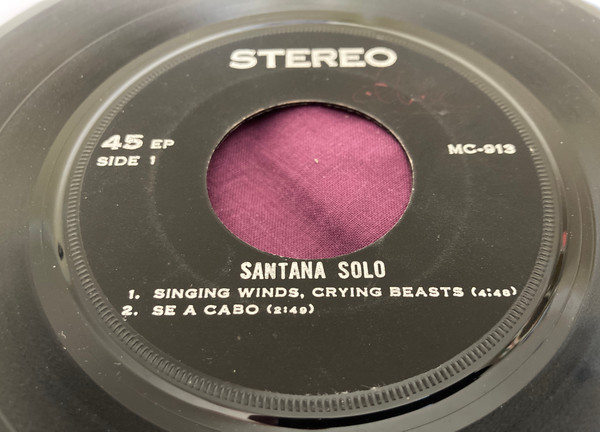 STEREO
45 EP
SIDE 1
MC-913
SANTANA SOLO
1. SINGING WINDS, CRYING BEASTS (4:48)
2. SE A CABO (2:49)